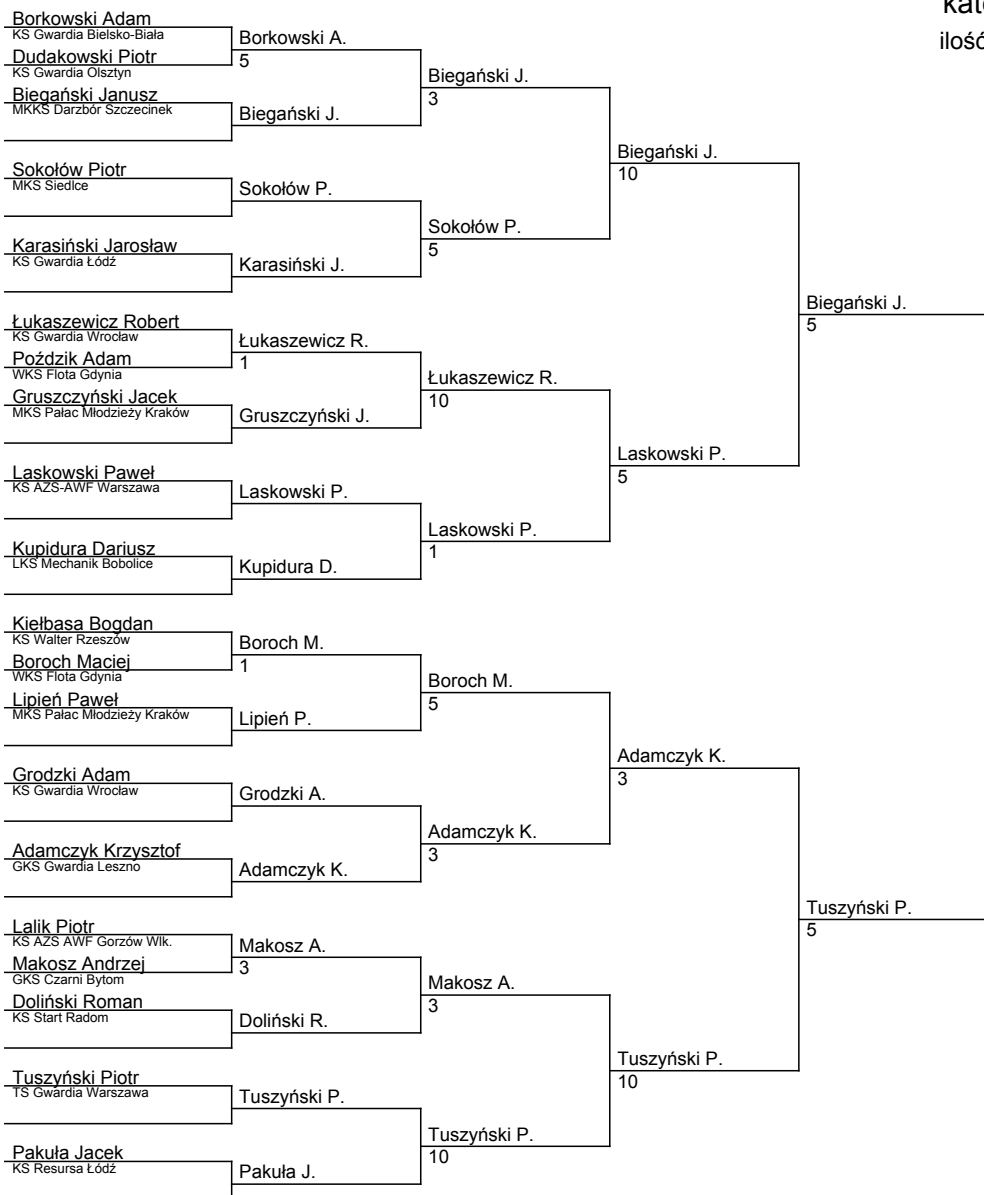 kate
ilość
Borkowski Adam
KS Gwardia Bielsko-Biała
Dudakowski Piotr
KS Gwardia Olsztyn
Biegański Janusz
MKKS Darzbór Szczecinek
Sokołów Piotr
MKS Siedlce
Karasiński Jarosław
KS Gwardia Łódź
Łukaszewicz Robert
KS Gwardia Wrocław
Poździk Adam
WKS Flota Gdynia
Gruszczyński Jacek
MKS Pałac Młodzieży Kraków
Laskowski Paweł
KS AZS-AWF Warszawa
Kupidura Dariusz
LKS Mechanik Bobolice
Kiełbasa Bogdan
KS Walter Rzeszów
Boroch Maciej
WKS Flota Gdynia
Lipień Paweł
MKS Pałac Młodzieży Kraków
Grodzki Adam
KS Gwardia Wrocław
Adamczyk Krzysztof
GKS Gwardia Leszno
Lalik Piotr
KS AZS AWF Gorzów Wlk.
Makosz Andrzej
GKS Czarni Bytom
Doliński Roman
KS Start Radom
Tuszyński Piotr
TS Gwardia Warszawa
Pakuła Jacek
KS Resursa Łódź
Borkowski A.
5
Biegański J.
Sokołów P.
Karasiński J.
Łukaszewicz R.
1
Gruszczyński J.
Laskowski P.
Kupidura D.
Boroch M.
1
Lipień P.
Grodzki A.
Adamczyk K.
Makosz A.
3
Doliński R.
Tuszyński P.
Pakuła J.
Biegański J.
3
Sokołów P.
5
Łukaszewicz R.
10
Laskowski P.
1
Boroch M.
5
Adamczyk K.
3
Makosz A.
3
Tuszyński P.
10
Biegański J.
10
Laskowski P.
5
Adamczyk K.
3
Tuszyński P.
10
Biegański J.
5
Tuszyński P.
5